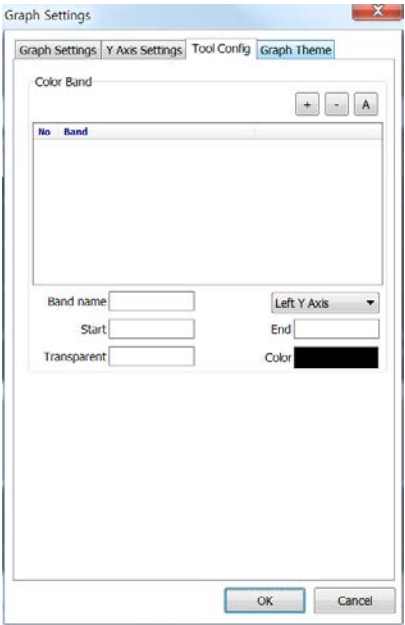 Graph Settings
Graph Settings Y Axis Settings Tool Config Graph Theme
Color Band
+ - A
No Band
Band name Left Y Axis
Start End
Transparent Color
OK Cancel